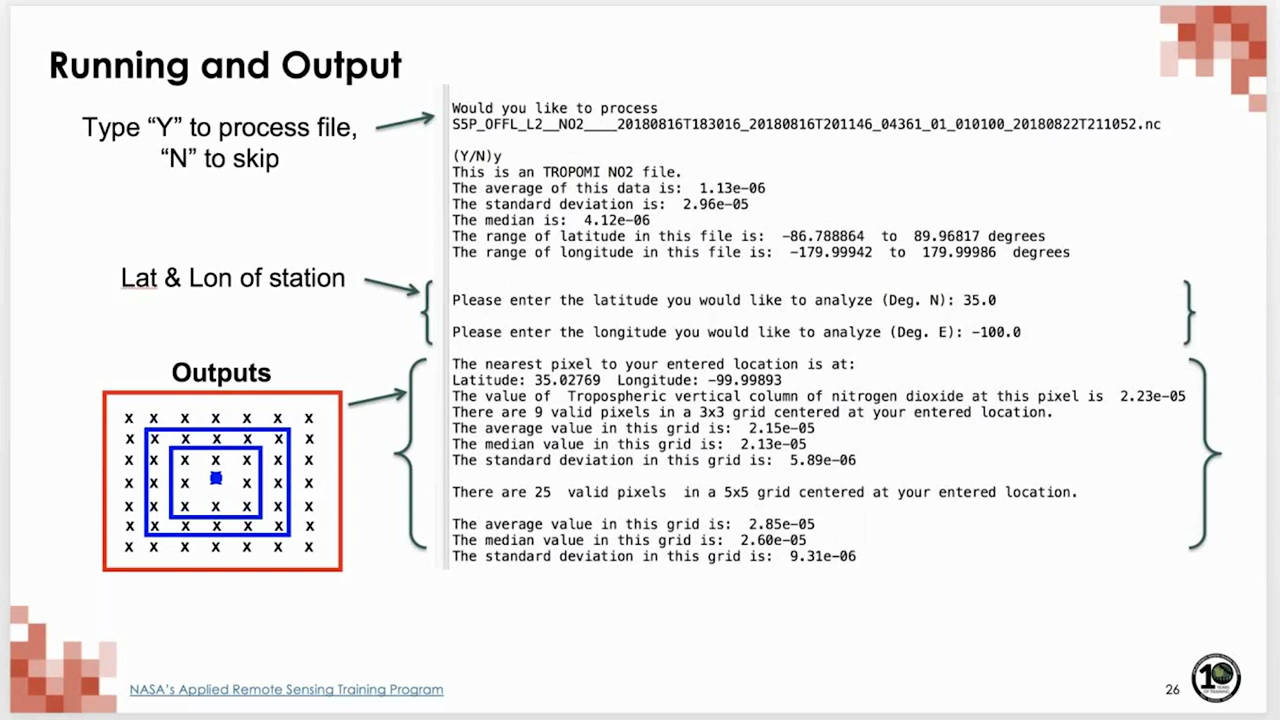 Running and Output
Type “Y” to process file,
“N” to skip
Would you like to process
S5P_OFFL_L2__NO2____20180816T183016_20180816T201146_04361_01_010100_20180822T211052.nc
(Y/N)y
This is an TROPOMI NO2 file.
The average of this data is:  1.13e-06
The standard deviation is:  2.96e-05
The median is:  4.12e-06
The range of latitude in this file is:  -86.788864  to  89.96817 degrees
The range of longitude in this file is:  -179.99942  to  179.99986  degrees
Lat & Lon of station
Please enter the latitude you would like to analyze (Deg. N): 35.0
Please enter the longitude you would like to analyze (Deg. E): -100.0
Outputs
x x x x x x x
x x x x x x x
x x x x x x x
x x x x x x
x x x x x x x
x x x x x x x
x x x x x x x
The nearest pixel to your entered location is at:
Latitude: 35.02769  Longitude: -99.99893
The value of  Tropospheric vertical column of nitrogen dioxide at this pixel is  2.23e-05
There are 9 valid pixels in a 3x3 grid centered at your entered location.
The average value in this grid is:  2.15e-05
The median value in this grid is:  2.13e-05
The standard deviation in this grid is:  5.89e-06
There are 25  valid pixels  in a 5x5 grid centered at your entered location.
The average value in this grid is:  2.85e-05
The median value in this grid is:  2.60e-05
The standard deviation in this grid is:  9.31e-06
NASA’s Applied Remote Sensing Training Program
26
10
YEARS
OF TRAINING